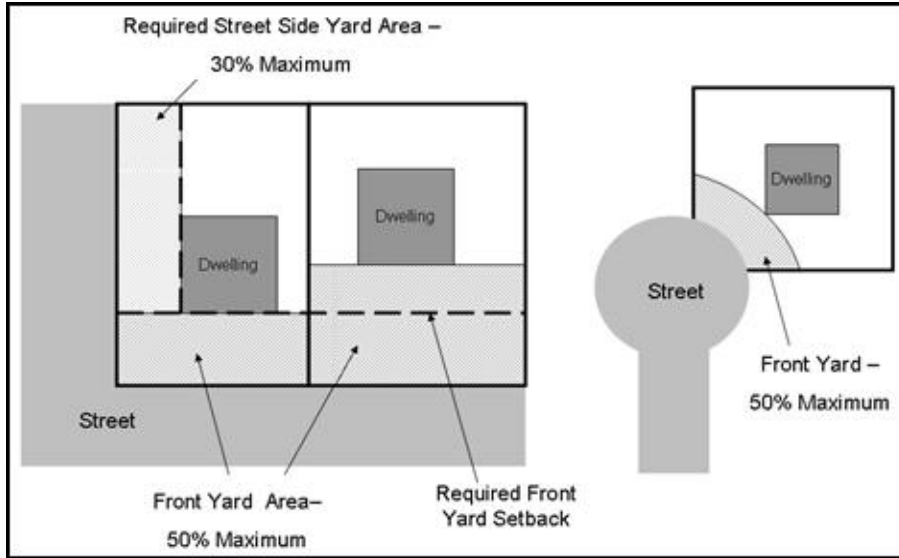 Required Street Side Yard Area –
30% Maximum
Dwelling
Dwelling
Street
Front Yard Area–
50% Maximum
Required Front
Yard Setback
Dwelling
Street
Front Yard –
50% Maximum